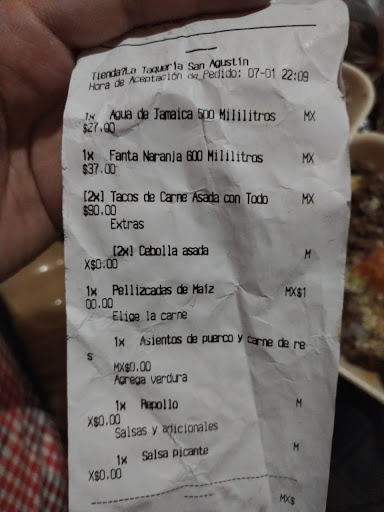 Tienda?La Taqueria San Agustin
Hora de Aceptación de Pedido: 07-01 22:09
1x Agua de Jamaica 500 Mililitros MX
$27.00
1x Fanta Naranja 600 Mililitros MX
$37.00
[2x] Tacos de Carne Asada con Todo MX
$90.00
Extras
[2x] Cebolla asada M
X$0.00
1x Pellizcadas de Maíz MX$1
00.00
Elige la carne
1x Asientos de puerco y carne de re
s
MX$0.00
Agrega verdura
1x Repollo M
X$0.00
Salsas y adicionales
1x Salsa picante M
X$0.00
MX$